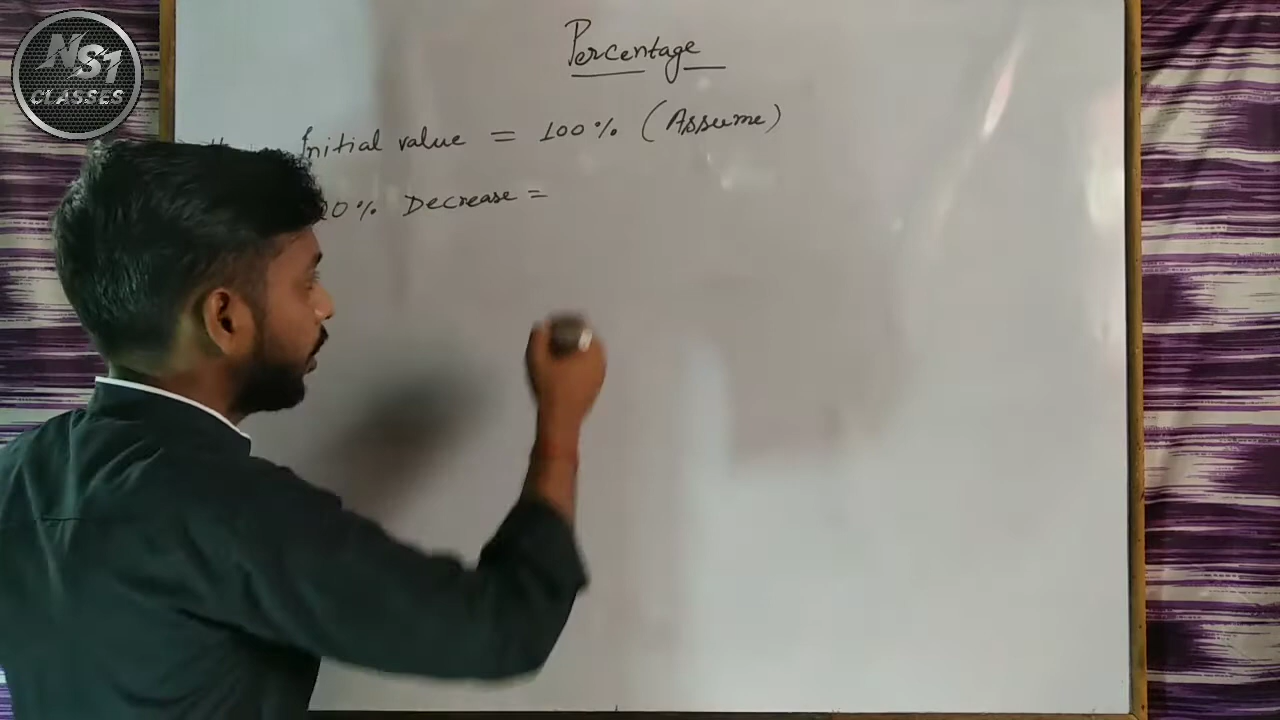 NS1
CLASSES
Percentage
Initial value = 100% (Assume)
20% Decrease =